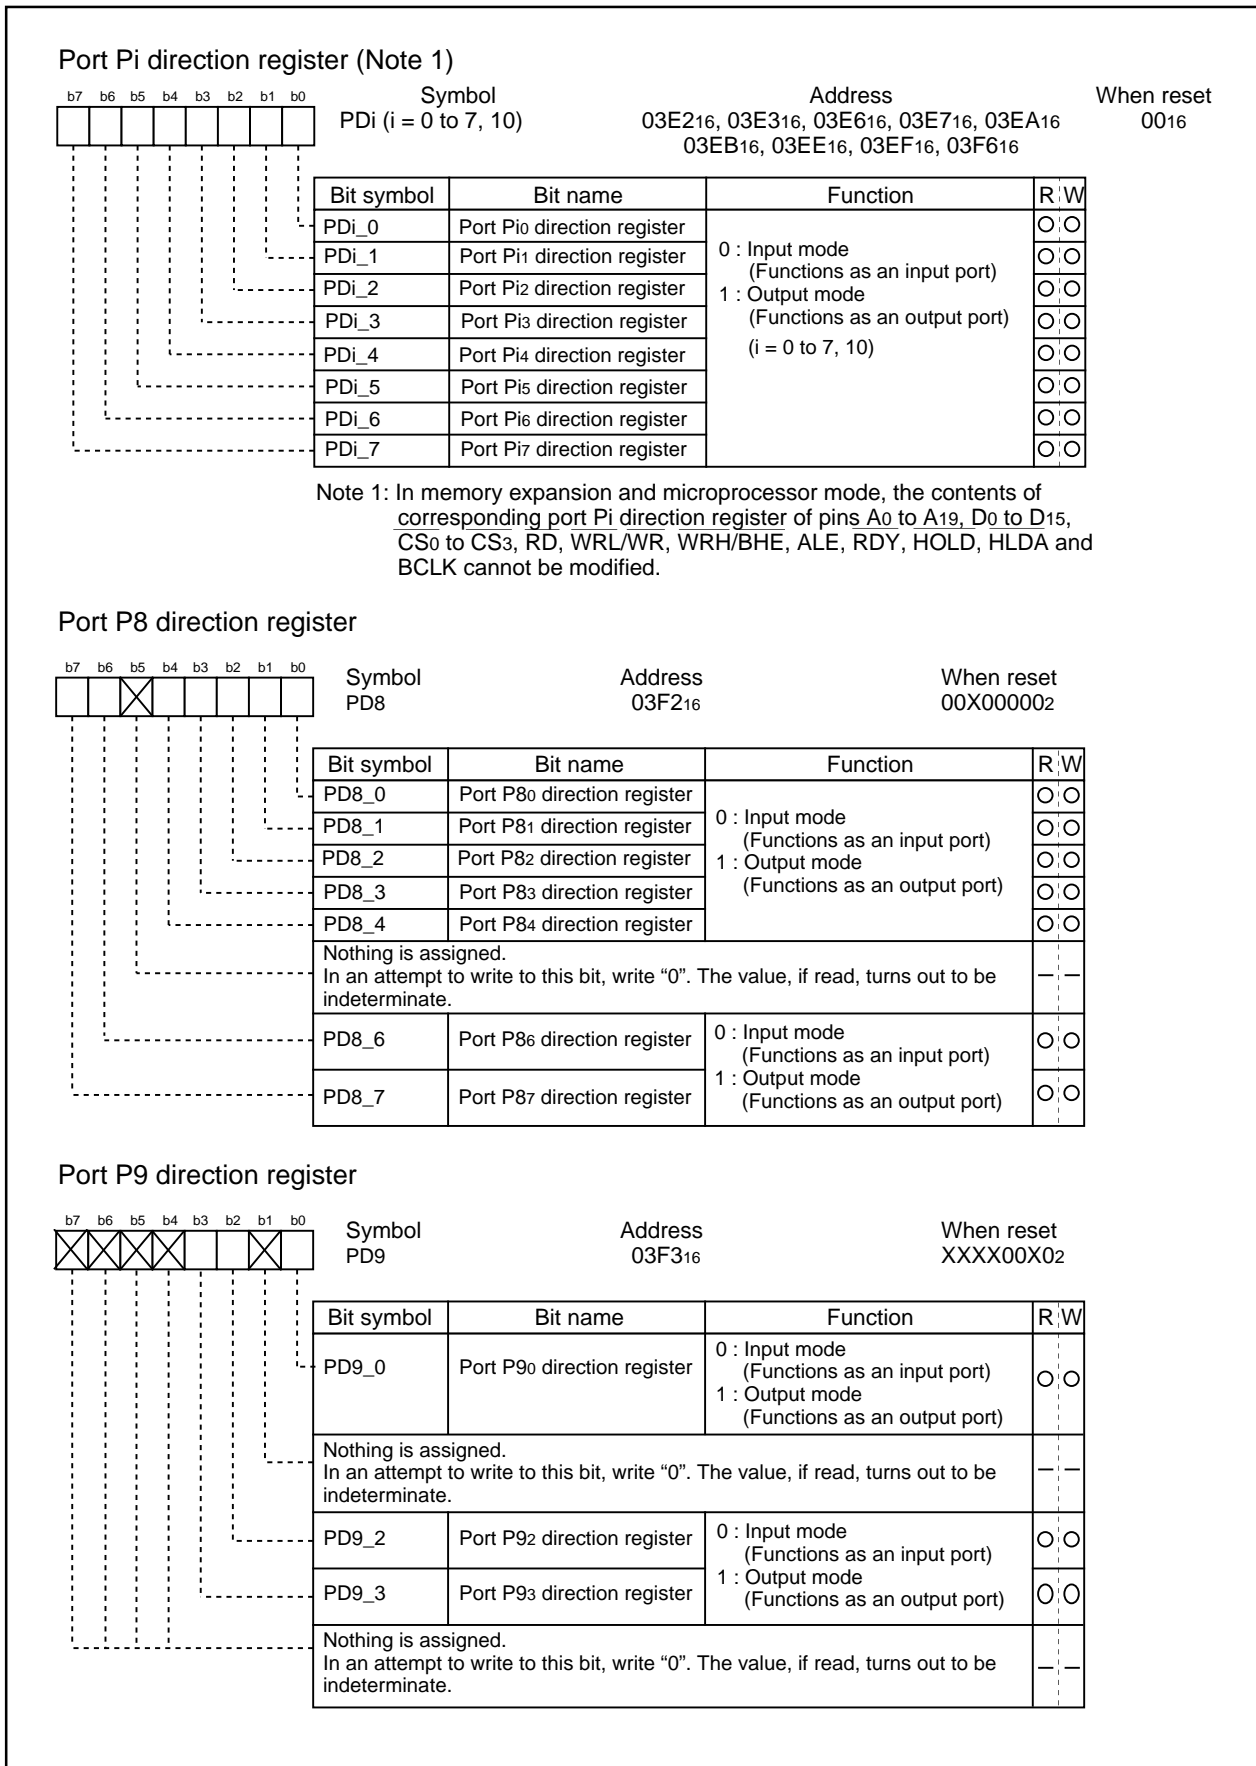 Port Pi direction register (Note 1)
b7 b6 b5 b4 b3 b2 b1 b0
Symbol Address When reset
PDi (i = 0 to 7, 10) 03E216, 03E316, 03E616, 03E716, 03EA16 0016
03EB16, 03EE16, 03EF16, 03F616
Bit symbol Bit name Function R W
PDi_0 Port Pi0 direction register
0 : Input mode
(Functions as an input port)
1 : Output mode
(Functions as an output port)
(i = 0 to 7, 10)
PDi_1 Port Pi1 direction register
PDi_2 Port Pi2 direction register
PDi_3 Port Pi3 direction register
PDi_4 Port Pi4 direction register
PDi_5 Port Pi5 direction register
PDi_6 Port Pi6 direction register
PDi_7 Port Pi7 direction register
Note 1: In memory expansion and microprocessor mode, the contents of
corresponding port Pi direction register of pins A0 to A19, D0 to D15,
CS0 to CS3, RD, WRL/WR, WRH/BHE, ALE, RDY, HOLD, HLDA and
BCLK cannot be modified.
Port P8 direction register
b7 b6 b5 b4 b3 b2 b1 b0
Symbol Address When reset
PD8 03F216 00X000002
Bit symbol Bit name Function R W
PD8_0 Port P80 direction register
0 : Input mode
(Functions as an input port)
1 : Output mode
(Functions as an output port)
PD8_1 Port P81 direction register
PD8_2 Port P82 direction register
PD8_3 Port P83 direction register
PD8_4 Port P84 direction register
Nothing is assigned.
In an attempt to write to this bit, write “0”. The value, if read, turns out to be
indeterminate.
PD8_6 Port P86 direction register
0 : Input mode
(Functions as an input port)
1 : Output mode
(Functions as an output port)
PD8_7 Port P87 direction register
Port P9 direction register
b7 b6 b5 b4 b3 b2 b1 b0
Symbol Address When reset
PD9 03F316 XXXX00X02
Bit symbol Bit name Function R W
PD9_0 Port P90 direction register
0 : Input mode
(Functions as an input port)
1 : Output mode
(Functions as an output port)
Nothing is assigned.
In an attempt to write to this bit, write “0”. The value, if read, turns out to be
indeterminate.
PD9_2 Port P92 direction register
0 : Input mode
(Functions as an input port)
1 : Output mode
(Functions as an output port)
PD9_3 Port P93 direction register
Nothing is assigned.
In an attempt to write to this bit, write “0”. The value, if read, turns out to be
indeterminate.